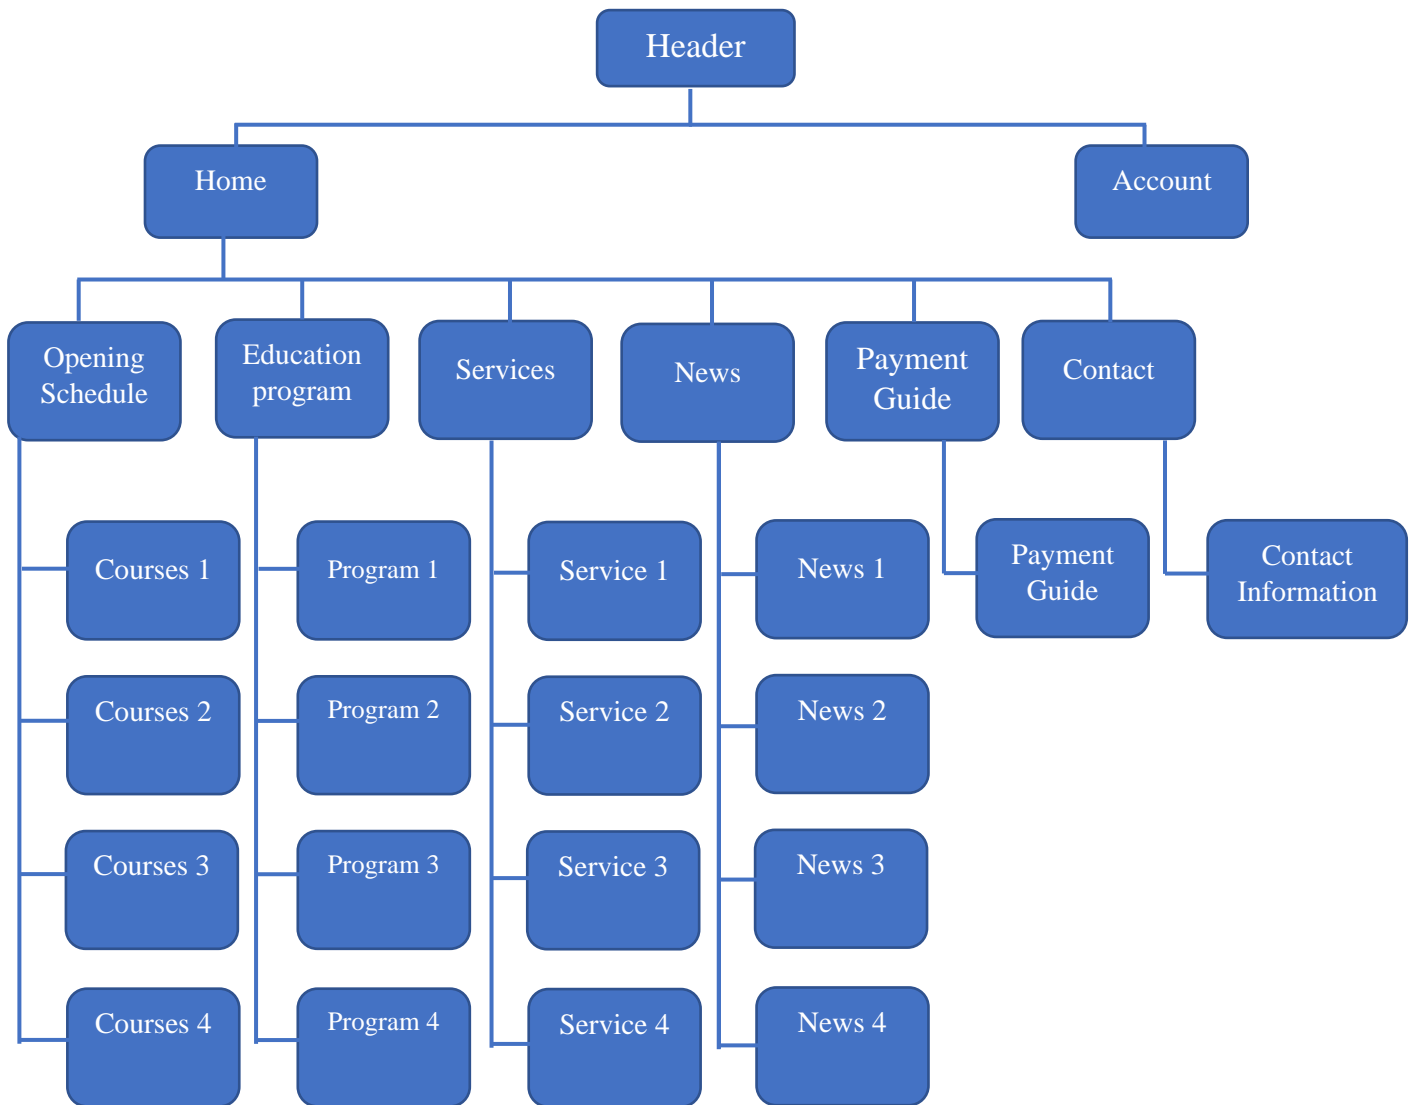 Header
Home
Account
Opening
Schedule
Education
program
Services
News
Payment
Guide
Contact
Courses 1
Program 1
Service 1
News 1
Payment
Guide
Contact
Information
Courses 2
Program 2
Service 2
News 2
Courses 3
Program 3
Service 3
News 3
Courses 4
Program 4
Service 4
News 4